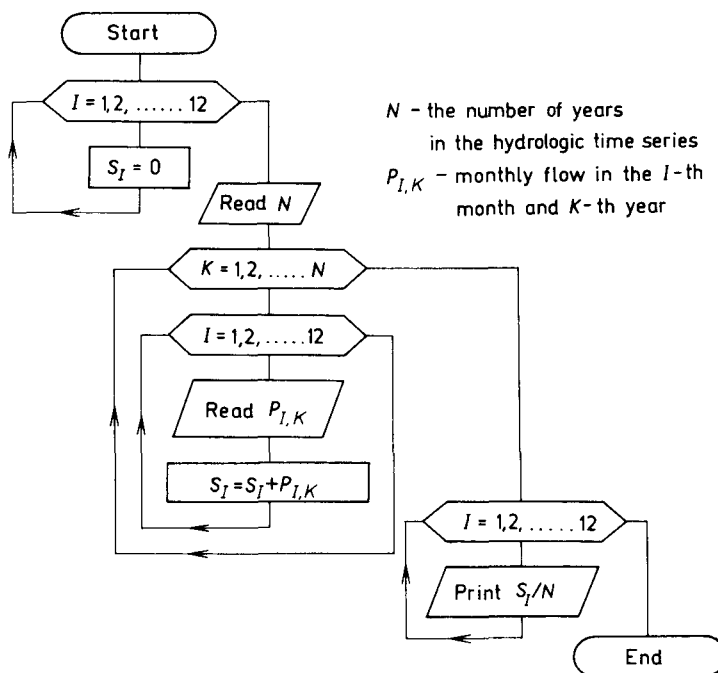 Start
I = 1,2, ...... 12
S_I = 0
N – the number of years
in the hydrologic time series
P_I,K – monthly flow in the I-th
month and K-th year
Read N
K = 1,2, ..... N
I = 1,2, ..... 12
Read P_I,K
S_I = S_I + P_I,K
I = 1,2, ..... 12
Print S_I/N
End